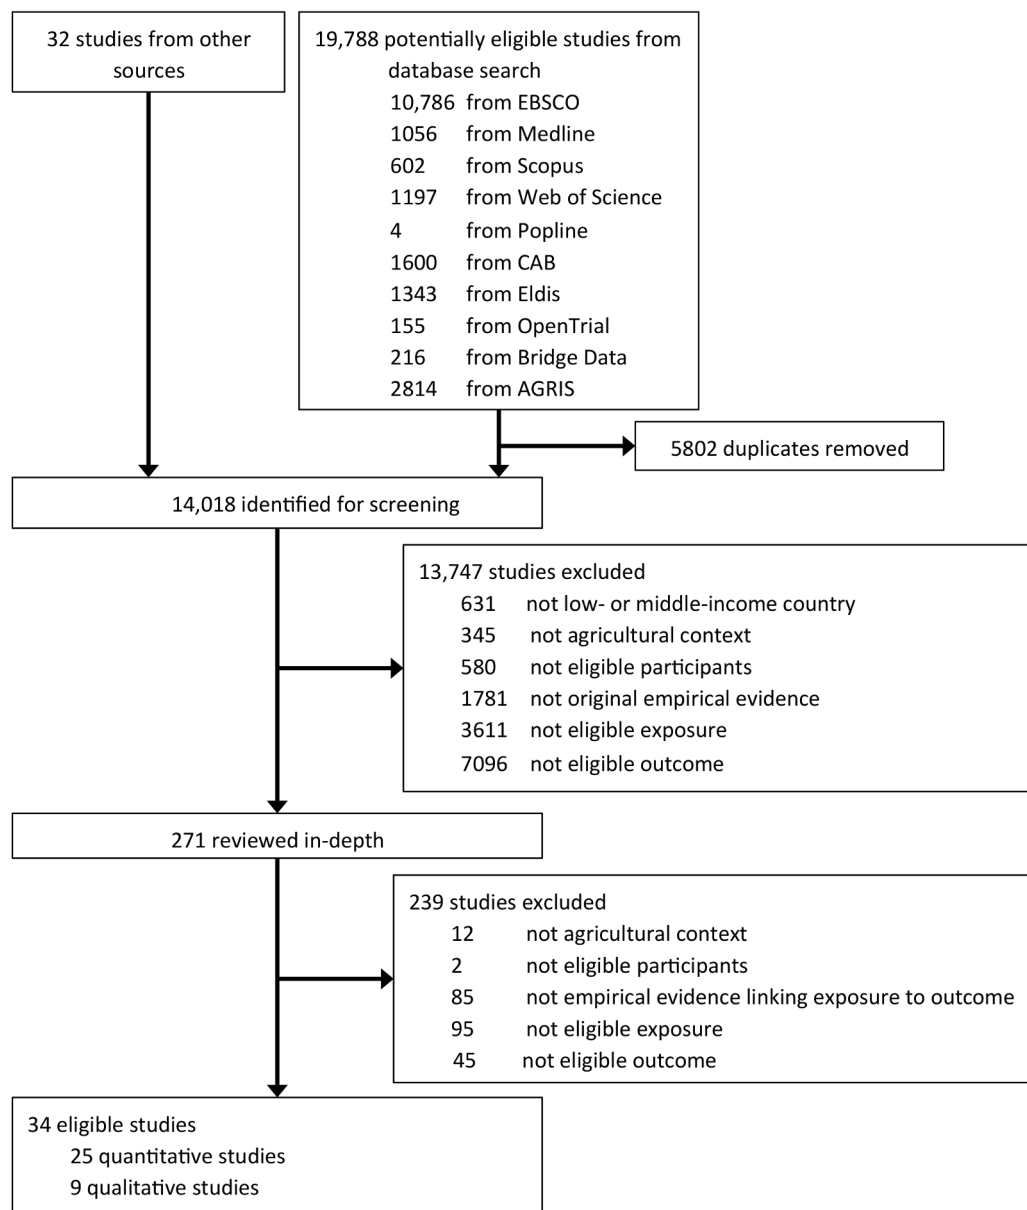 32 studies from other
sources
19,788 potentially eligible studies from
database search
10,786 from EBSCO
1056 from Medline
602 from Scopus
1197 from Web of Science
4 from Popline
1600 from CAB
1343 from Eldis
155 from OpenTrial
216 from Bridge Data
2814 from AGRIS
5802 duplicates removed
14,018 identified for screening
13,747 studies excluded
631 not low- or middle-income country
345 not agricultural context
580 not eligible participants
1781 not original empirical evidence
3611 not eligible exposure
7096 not eligible outcome
271 reviewed in-depth
239 studies excluded
12 not agricultural context
2 not eligible participants
85 not empirical evidence linking exposure to outcome
95 not eligible exposure
45 not eligible outcome
34 eligible studies
25 quantitative studies
9 qualitative studies